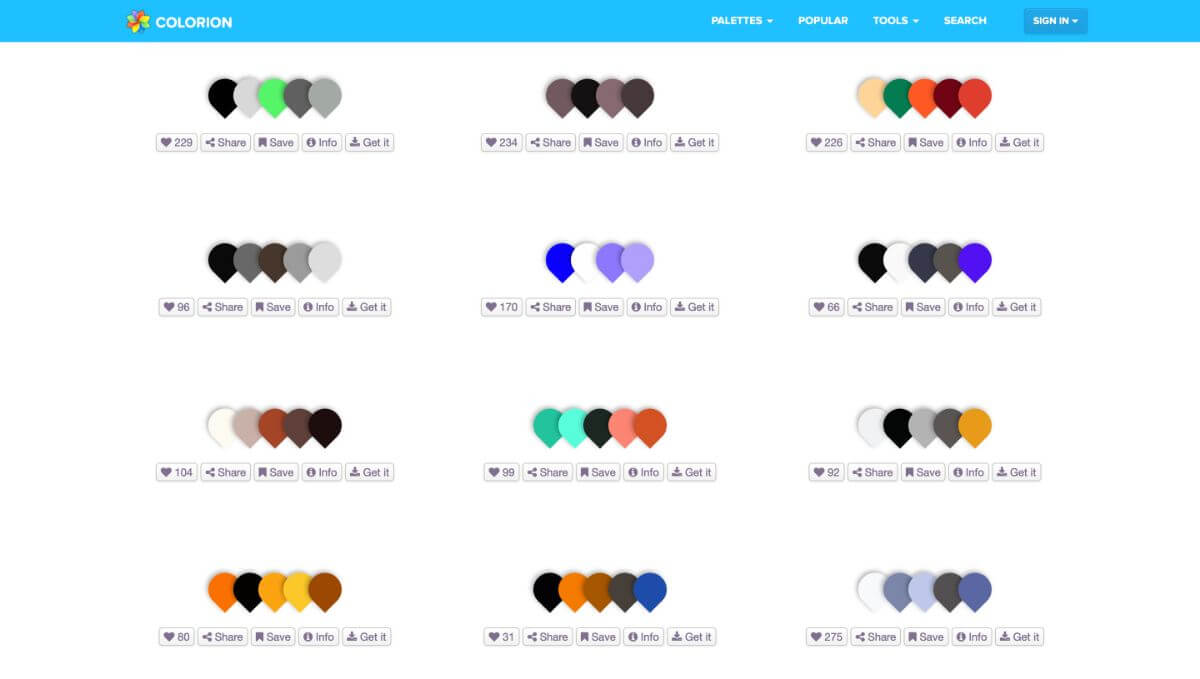 COLORION PALETTES POPULAR TOOLS SEARCH SIGN IN
229 Share Save Info Get it 234 Share Save Info Get it 226 Share Save Info Get it
96 Share Save Info Get it 170 Share Save Info Get it 66 Share Save Info Get it
104 Share Save Info Get it 99 Share Save Info Get it 92 Share Save Info Get it
80 Share Save Info Get it 31 Share Save Info Get it 275 Share Save Info Get it